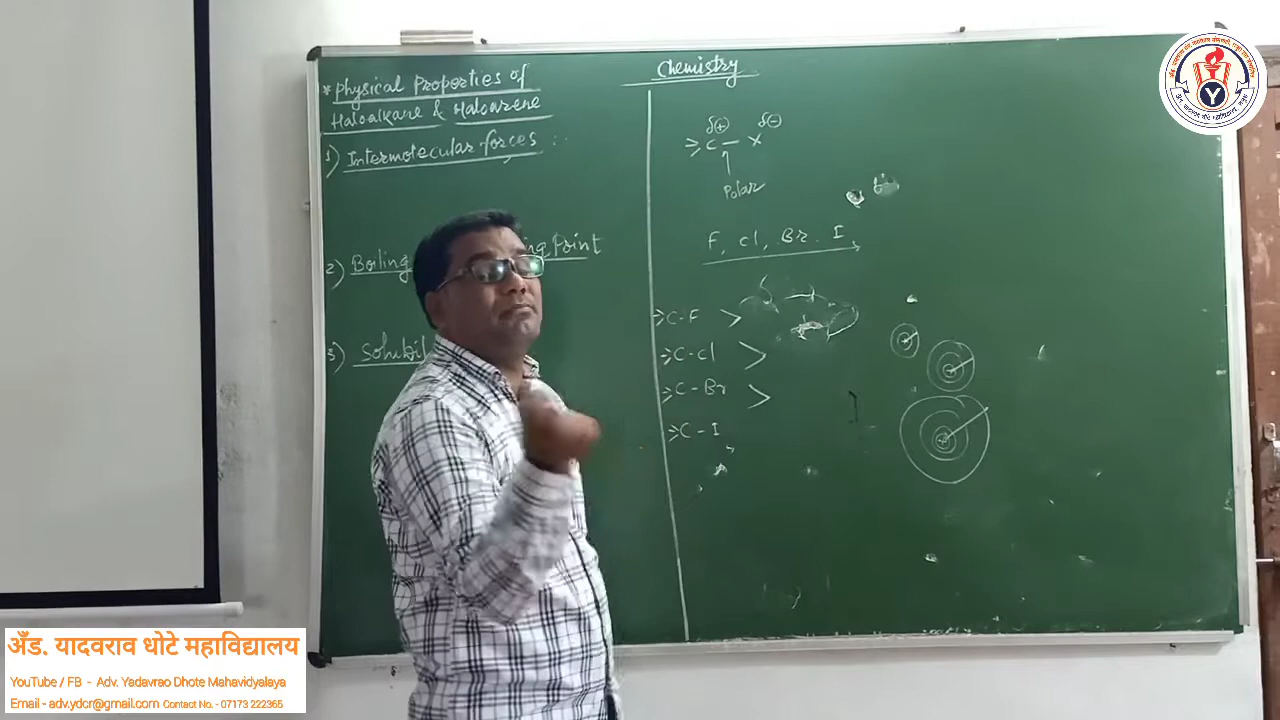 Chemistry
* Physical Properties of
Haloalkane & Haloarene
1) Intermolecular forces :
2) Boiling
Point
3) Solubil
δ(+) δ(-)
⇒ C — X
Polar
F, Cl, Br. I,
⇒ C-F >
⇒ C-Cl >
⇒ C-Br >
⇒ C-I
Y
अँड. यादवराव धोटे महाविद्यालय
YouTube / FB - Adv. Yadavrao Dhote Mahavidyalaya
Email - adv.ydcr@gmail.com Contact No. - 07173 222365